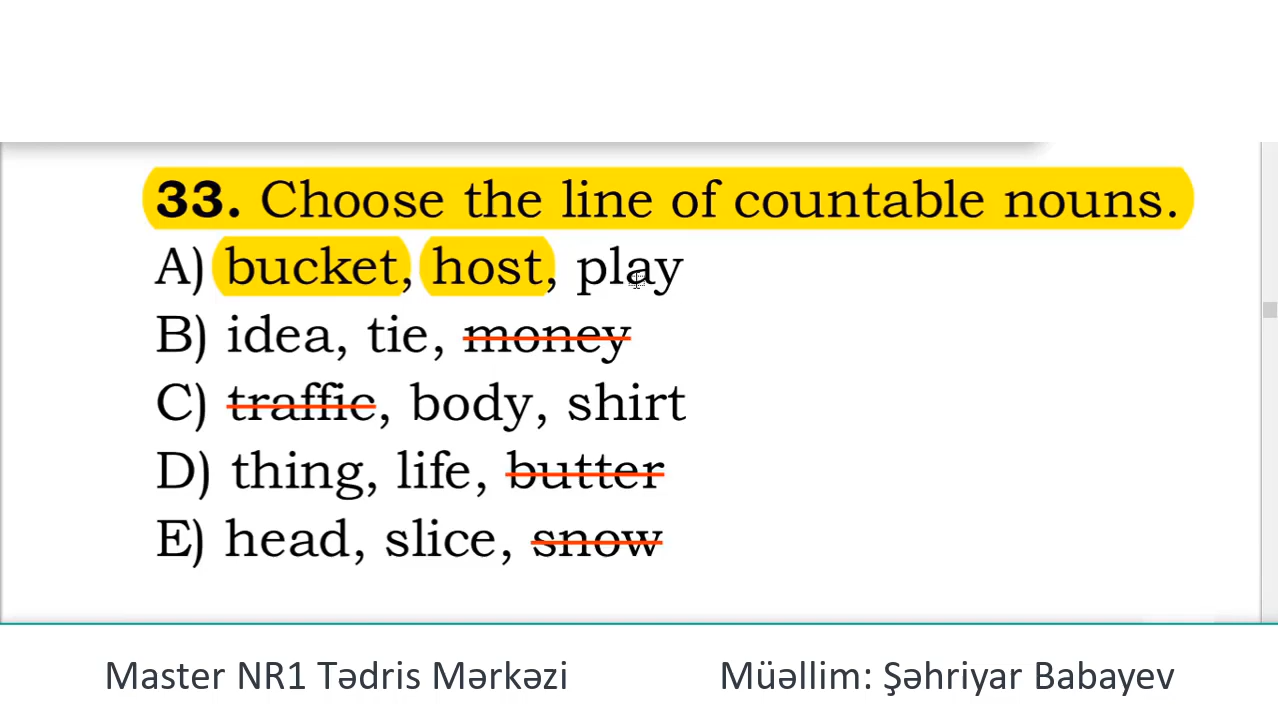 33. Choose the line of countable nouns.
A) bucket, host, play
B) idea, tie, money
C) traffic, body, shirt
D) thing, life, butter
E) head, slice, snow
Master NR1 Tədris Mərkəzi Müəllim: Şəhriyar Babayev